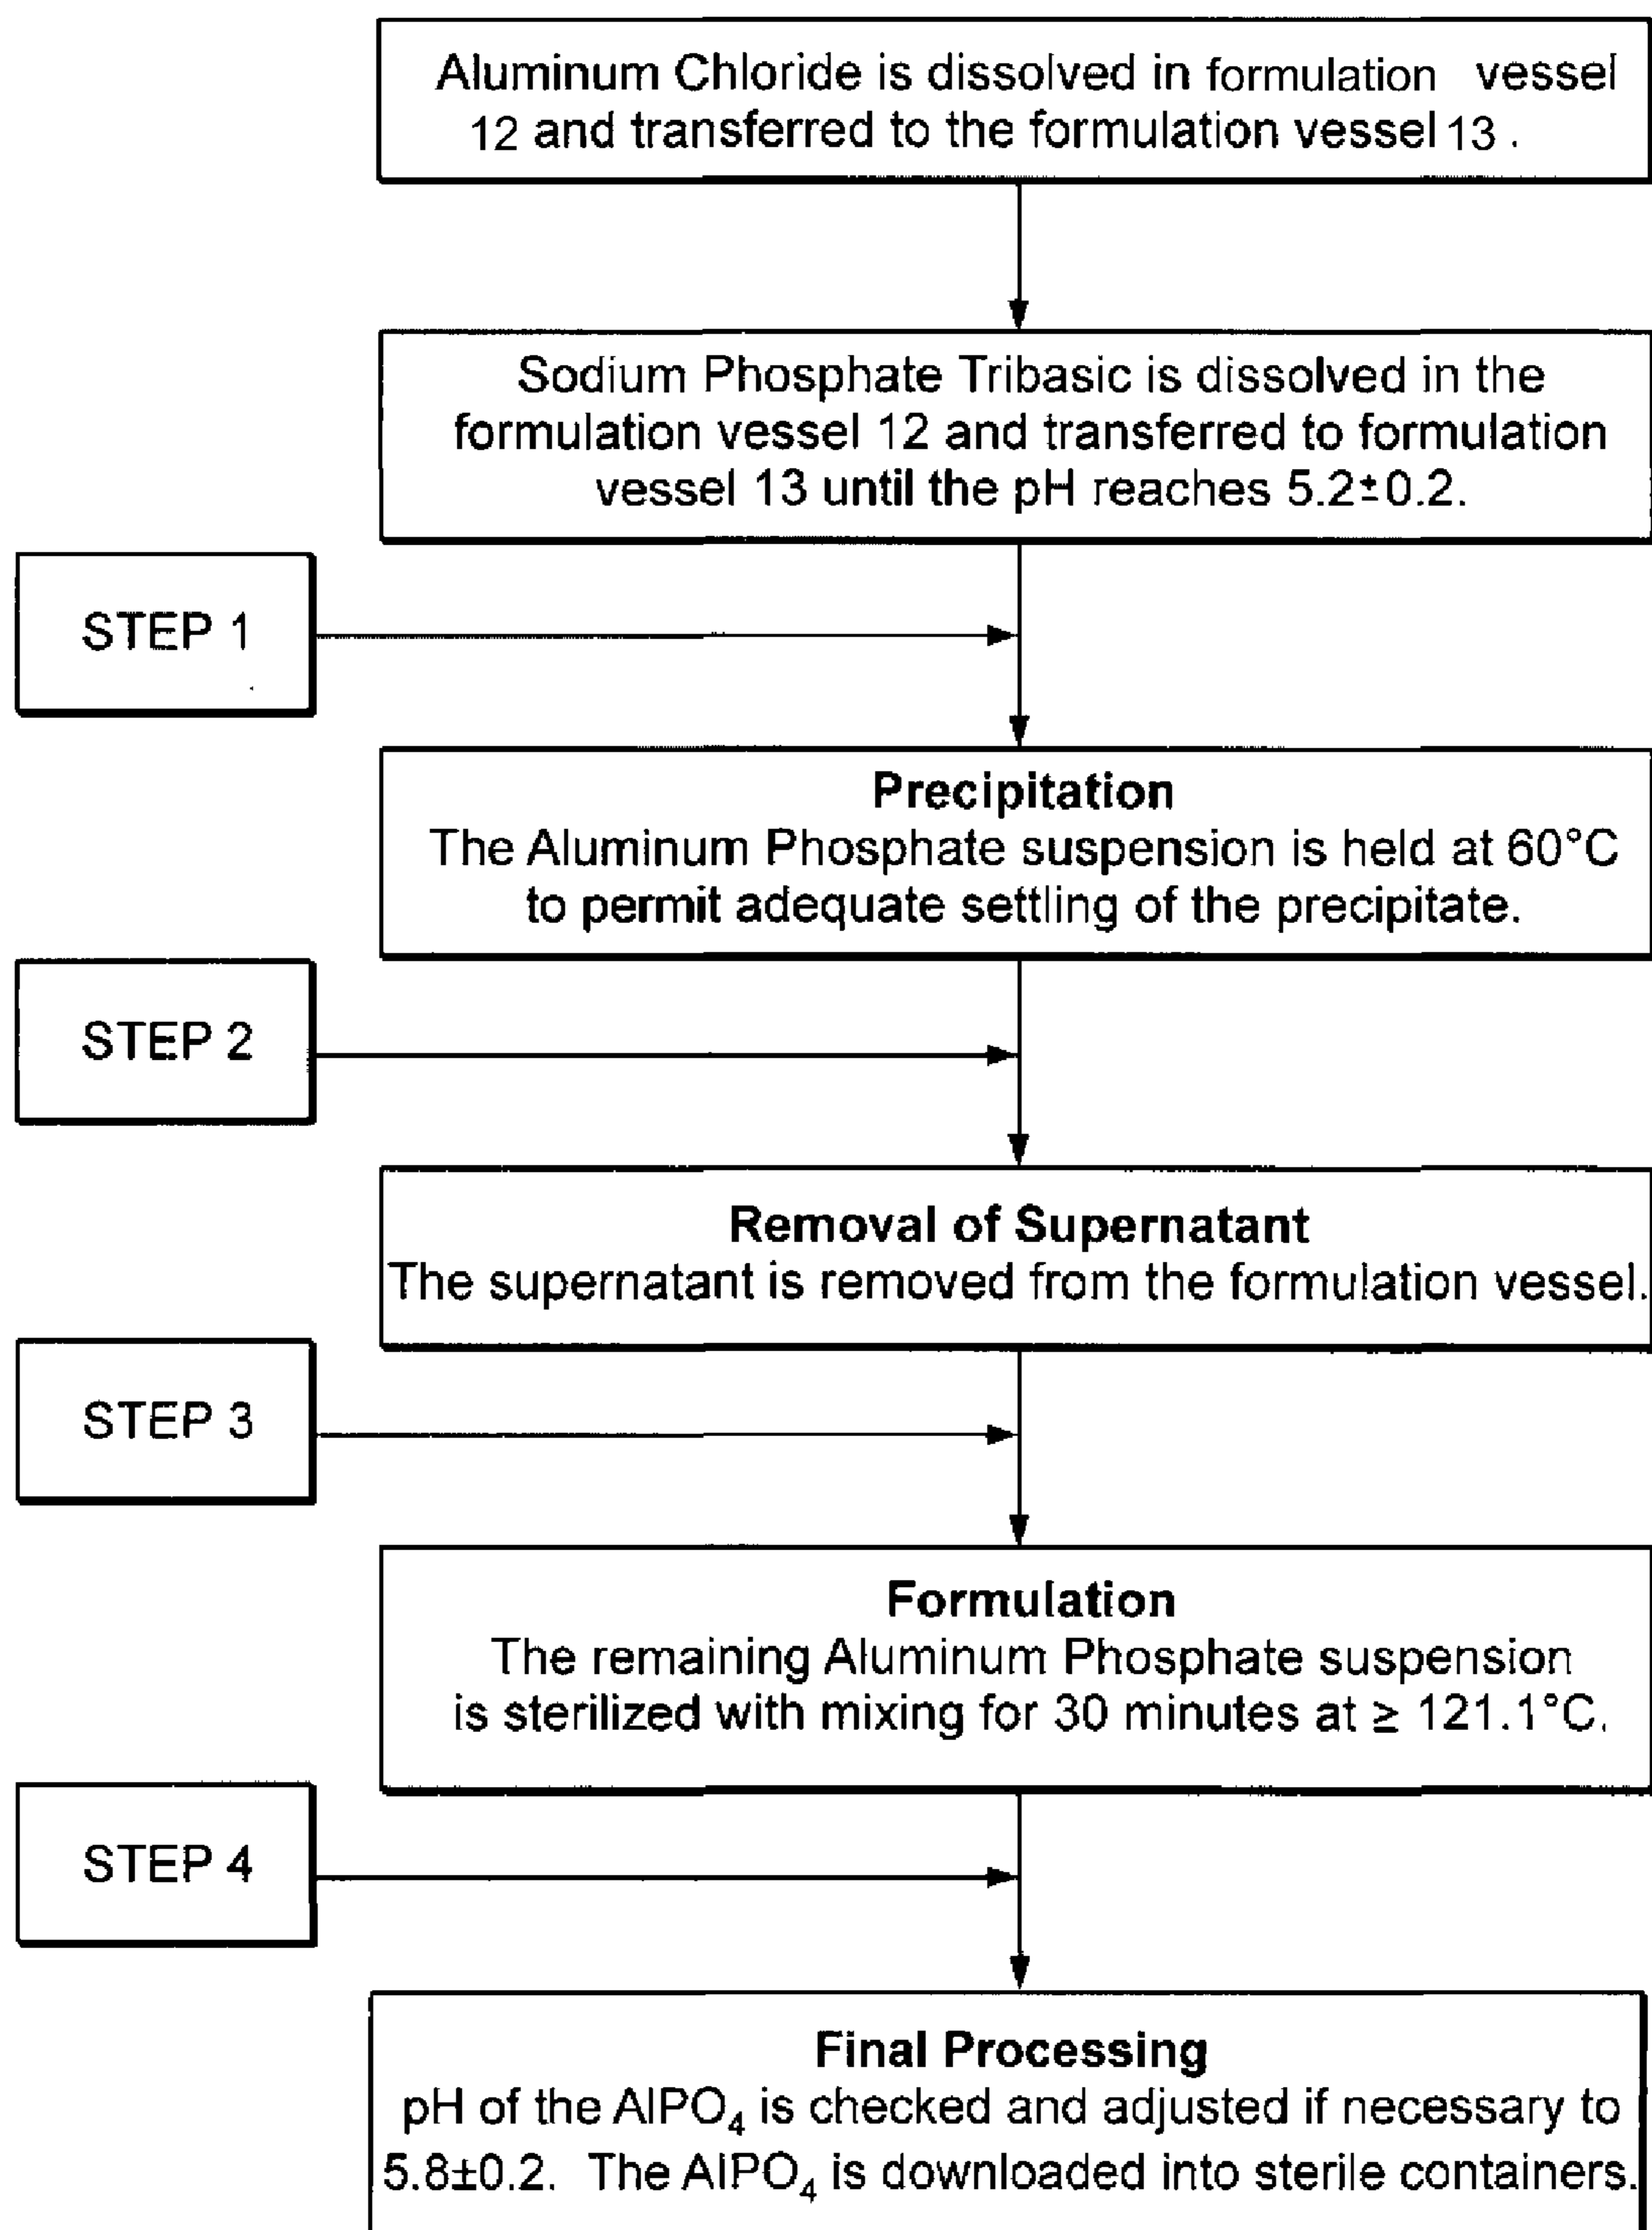 Aluminum Chloride is dissolved in formulation vessel
12 and transferred to the formulation vessel 13 .
Sodium Phosphate Tribasic is dissolved in the
formulation vessel 12 and transferred to formulation
vessel 13 until the pH reaches 5.2±0.2.
STEP 1
Precipitation
The Aluminum Phosphate suspension is held at 60°C
to permit adequate settling of the precipitate.
STEP 2
Removal of Supernatant
The supernatant is removed from the formulation vessel.
STEP 3
Formulation
The remaining Aluminum Phosphate suspension
is sterilized with mixing for 30 minutes at ≥ 121.1°C.
STEP 4
Final Processing
pH of the AlPO₄ is checked and adjusted if necessary to
5.8±0.2. The AlPO₄ is downloaded into sterile containers.